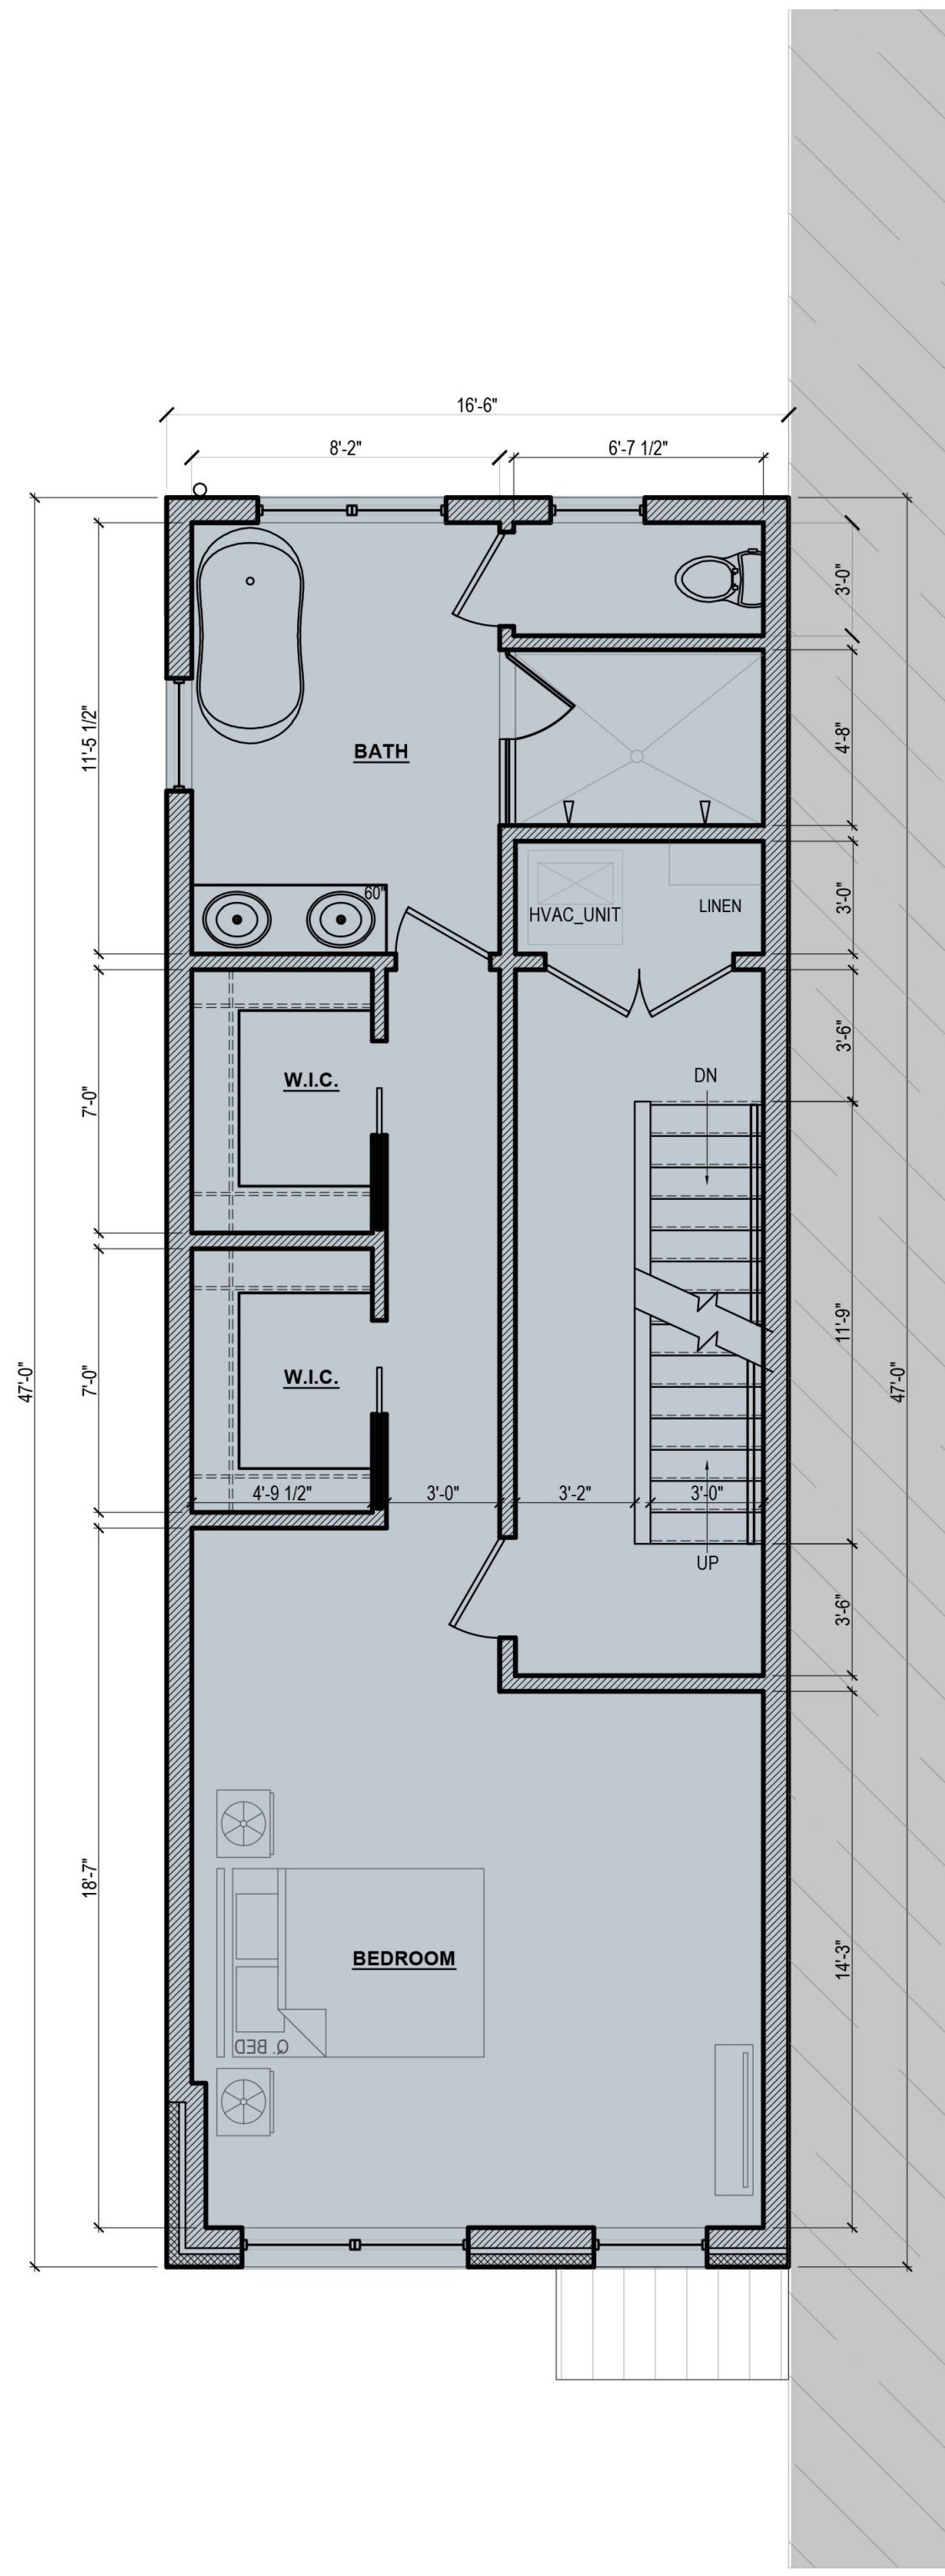 16'-6"
8'-2"
6'-7 1/2"
3'-0"
11'-5 1/2"
BATH
4'-8"
60"
HVAC_UNIT
LINEN
3'-0"
3'-6"
DN
W.I.C.
7'-0"
11'-9"
47'-0"
7'-0"
W.I.C.
47'-0"
4'-9 1/2"
3'-0"
3'-2"
3'-0"
UP
3'-6"
18'-7"
BEDROOM
14'-3"
Q. BED